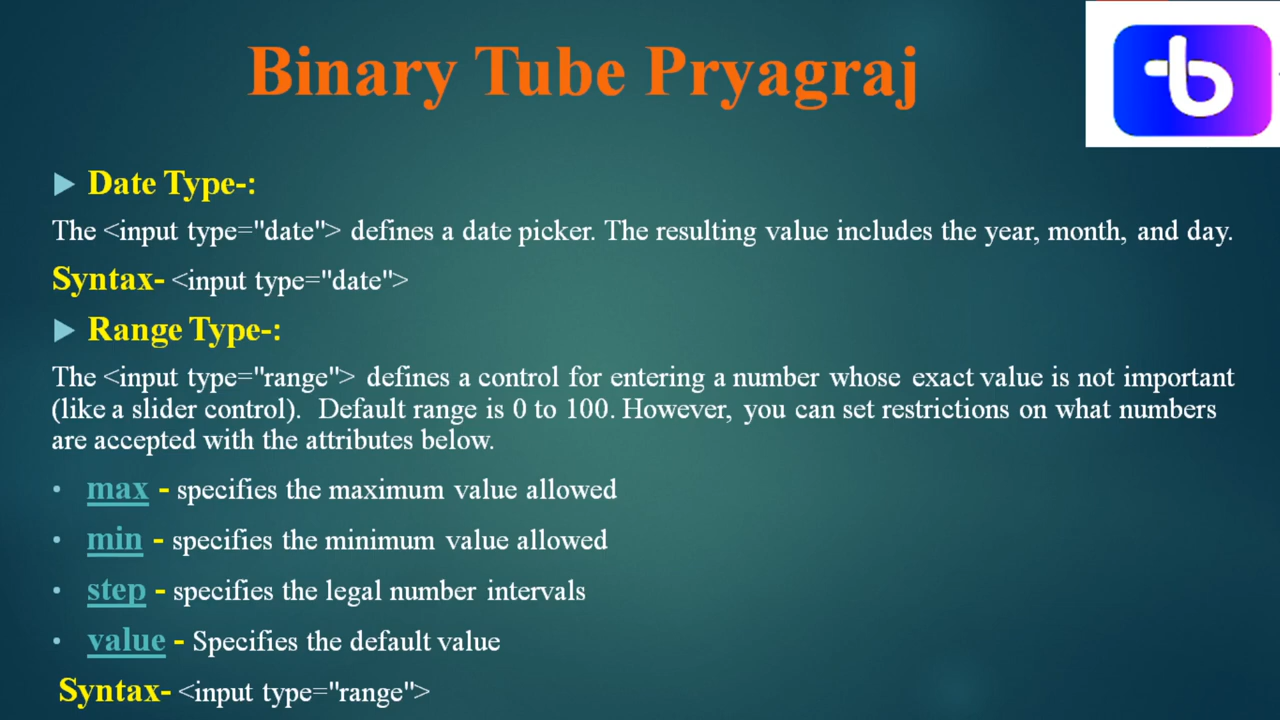 Binary Tube Pryagraj
b
Date Type-:
The <input type="date"> defines a date picker. The resulting value includes the year, month, and day.
Syntax- <input type="date">
Range Type-:
The <input type="range"> defines a control for entering a number whose exact value is not important
(like a slider control). Default range is 0 to 100. However, you can set restrictions on what numbers
are accepted with the attributes below.
• max - specifies the maximum value allowed
• min - specifies the minimum value allowed
• step - specifies the legal number intervals
• value - Specifies the default value
Syntax- <input type="range">